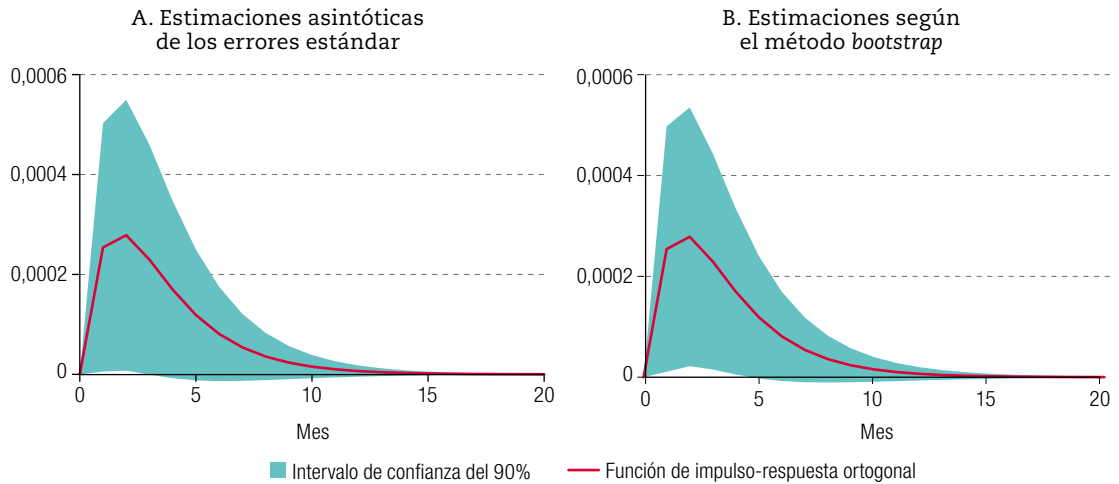 A. Estimaciones asintóticas
de los errores estándar
0,0006
0,0004
0,0002
0
0
5
10
15
20
Mes
B. Estimaciones según
el método bootstrap
0,0006
0,0004
0,0002
0
0
5
10
15
20
Mes
Intervalo de confianza del 90%
Función de impulso-respuesta ortogonal